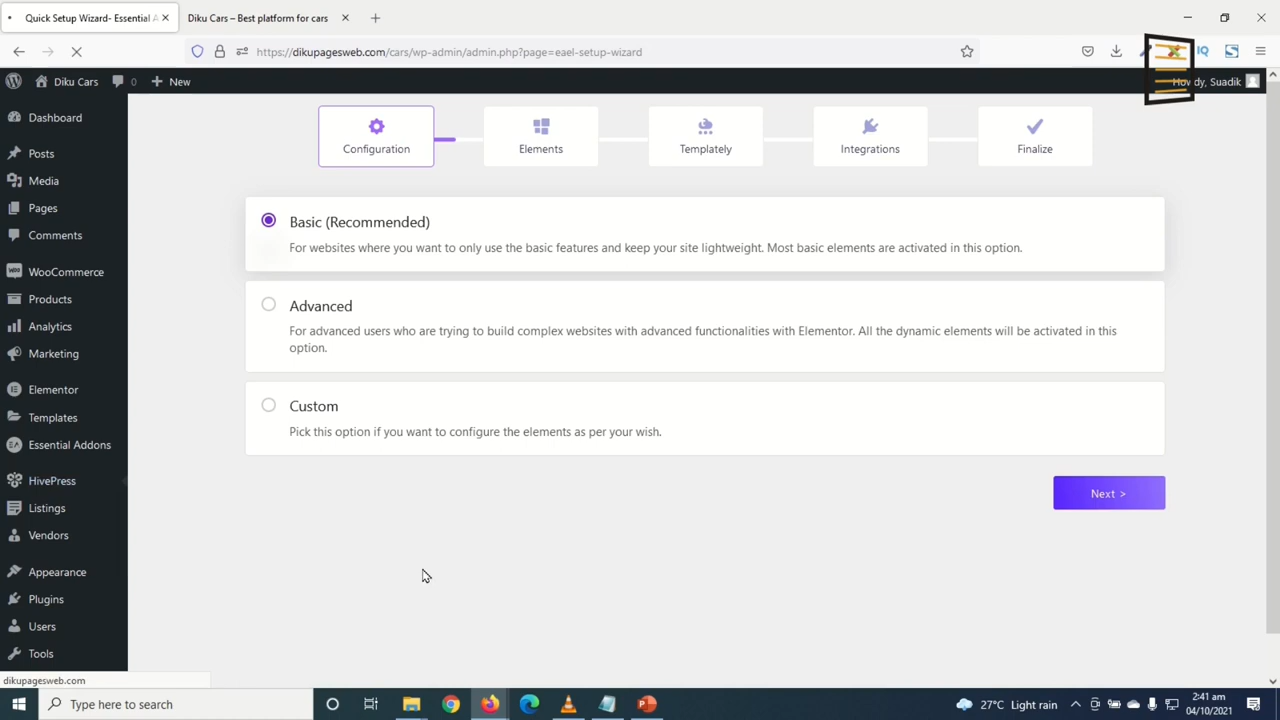 Quick Setup Wizard- Essential A
Diku Cars – Best platform for cars
https://dikupagesweb.com/cars/wp-admin/admin.php?page=eael-setup-wizard
Diku Cars 0 New
dy, Suadik
Dashboard
Posts
Media
Pages
Comments
WooCommerce
Products
Analytics
Marketing
Elementor
Templates
Essential Addons
HivePress
Listings
Vendors
Appearance
Plugins
Users
Tools
Configuration
Elements
Templately
Integrations
Finalize
Basic (Recommended)
For websites where you want to only use the basic features and keep your site lightweight. Most basic elements are activated in this option.
Advanced
For advanced users who are trying to build complex websites with advanced functionalities with Elementor. All the dynamic elements will be activated in this
option.
Custom
Pick this option if you want to configure the elements as per your wish.
Next >
dikupagesweb.com
Type here to search
27°C Light rain
2:41 am
04/10/2021